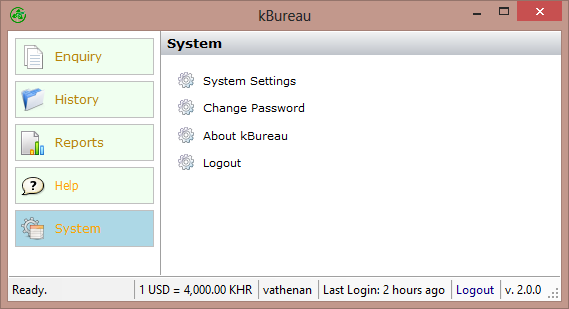 kBureau
Enquiry
History
Reports
Help
System
System
System Settings
Change Password
About kBureau
Logout
Ready. 1 USD = 4,000.00 KHR vathenan Last Login: 2 hours ago Logout v. 2.0.0